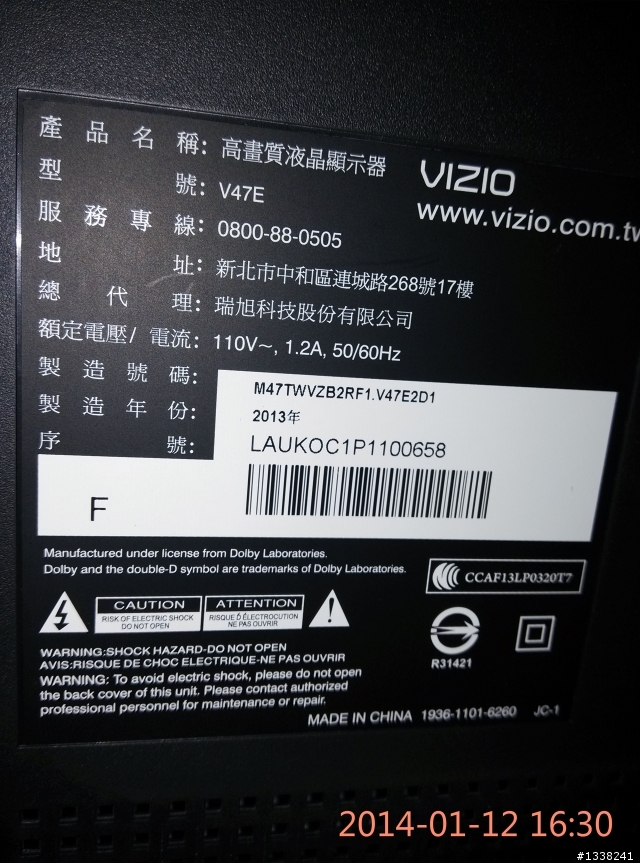 產品名稱: 高畫質液晶顯示器
VIZIO
型號: V47E
www.vizio.com.tw
服務專線: 0800-88-0505
地址: 新北市中和區連城路268號17樓
總代理: 瑞旭科技股份有限公司
額定電壓/電流: 110V~, 1.2A, 50/60Hz
製造號碼: M47TWVZB2RF1.V47E2D1
製造年份: 2013年
序號: LAUKOC1P1100658
F
Manufactured under license from Dolby Laboratories.
Dolby and the double-D symbol are trademarks of Dolby Laboratories.
CCAF13LP0320T7
CAUTION
RISK OF ELECTRIC SHOCK
DO NOT OPEN
ATTENTION
RISQUE D'ÉLECTROCUTION
NE PAS OUVRIR
R31421
WARNING:SHOCK HAZARD-DO NOT OPEN
AVIS:RISQUE DE CHOC ELECTRIQUE-NE PAS OUVRIR
WARNING: To avoid electric shock, please do not open
the back cover of this unit. Please contact authorized
professional personnel for maintenance or repair.
MADE IN CHINA 1936-1101-6260 JC-1
2014-01-12 16:30
#1338241